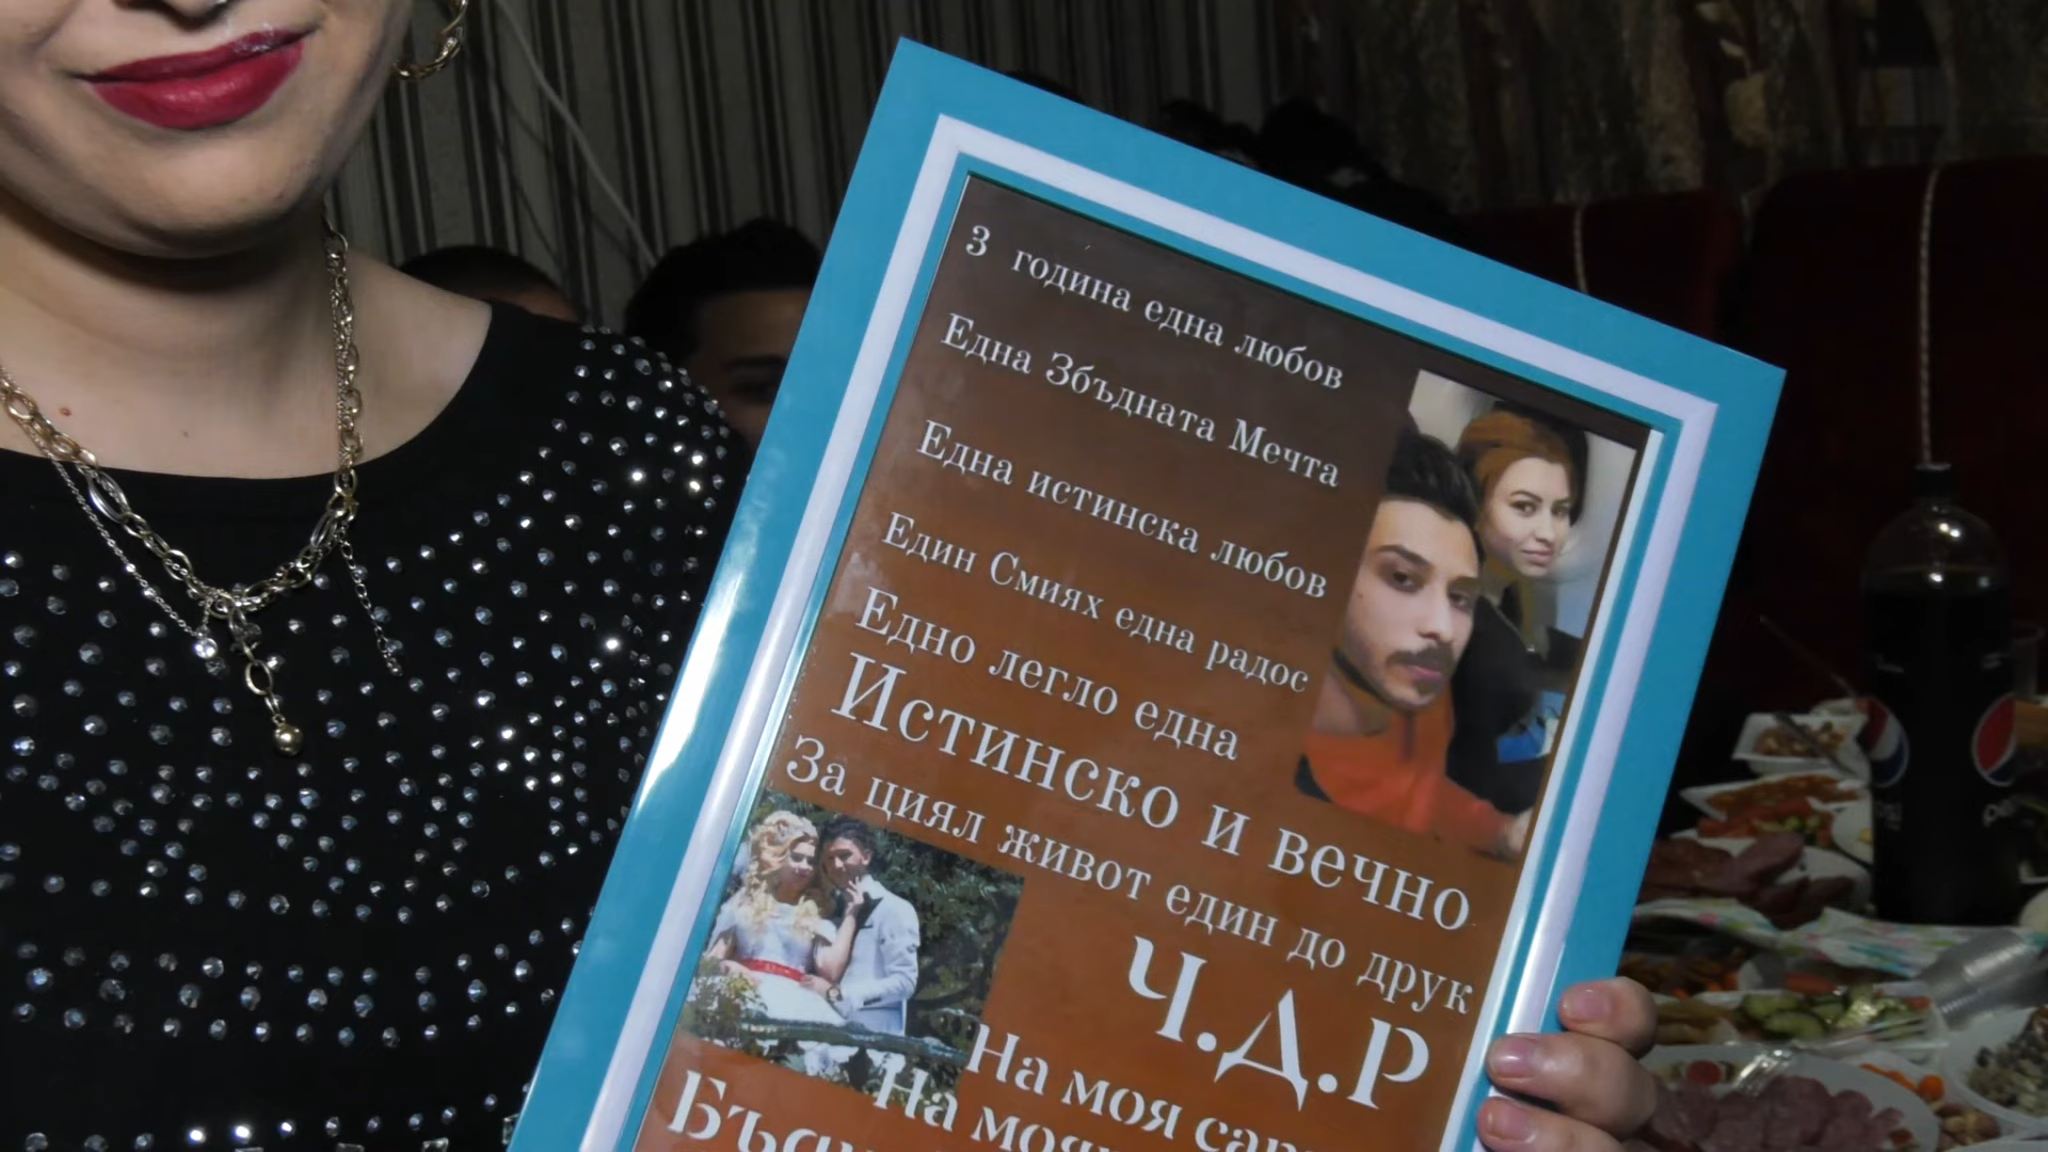 3 година една любов
Една Збъдната Мечта
Една истинска любов
Един Смиях една радос
Едно легло една
Истинско и вечно
За циял живот един до друк
Ч.Д.Р
На моя
На